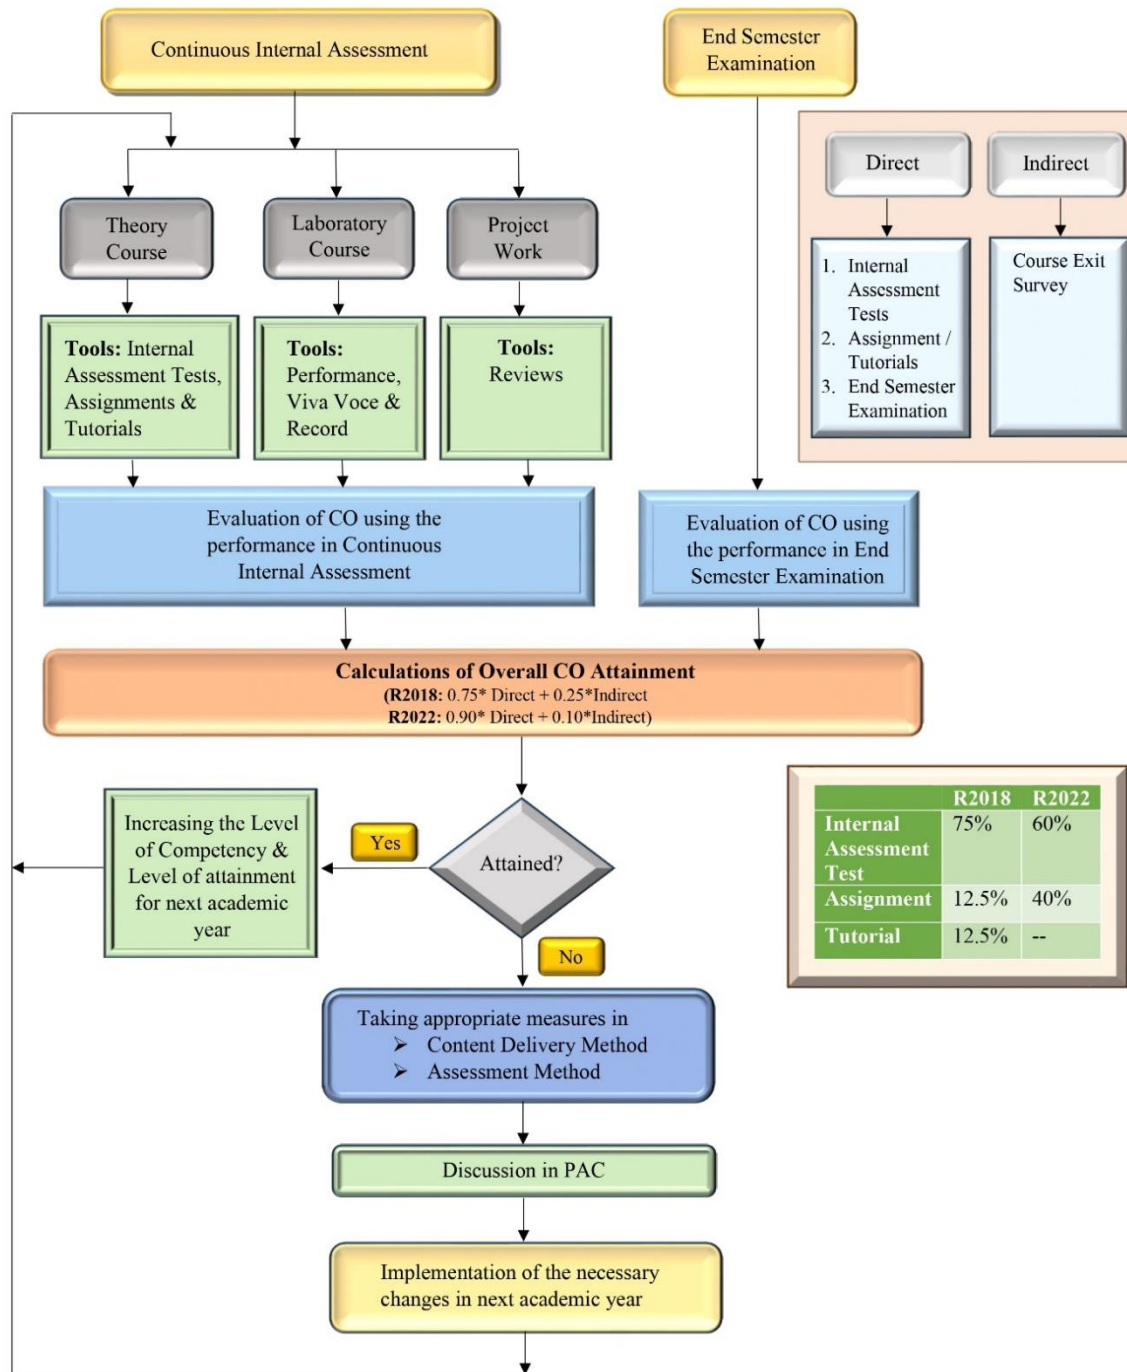 Continuous Internal Assessment
End Semester
Examination
Direct
Indirect
Theory
Course
Laboratory
Course
Project
Work
1. Internal
Assessment
Tests
2. Assignment /
Tutorials
3. End Semester
Examination
Course Exit
Survey
Tools: Internal
Assessment Tests,
Assignments &
Tutorials
Tools:
Performance,
Viva Voce &
Record
Tools:
Reviews
Evaluation of CO using the
performance in Continuous
Internal Assessment
Evaluation of CO using
the performance in End
Semester Examination
Calculations of Overall CO Attainment
(R2018: 0.75* Direct + 0.25*Indirect
R2022: 0.90* Direct + 0.10*Indirect)
Increasing the Level
of Competency &
Level of attainment
for next academic
year
Yes
Attained?
No
R2018 R2022
Internal 75% 60%
Assessment
Test
Assignment 12.5% 40%
Tutorial 12.5% --
Taking appropriate measures in
➢ Content Delivery Method
➢ Assessment Method
Discussion in PAC
Implementation of the necessary
changes in next academic year